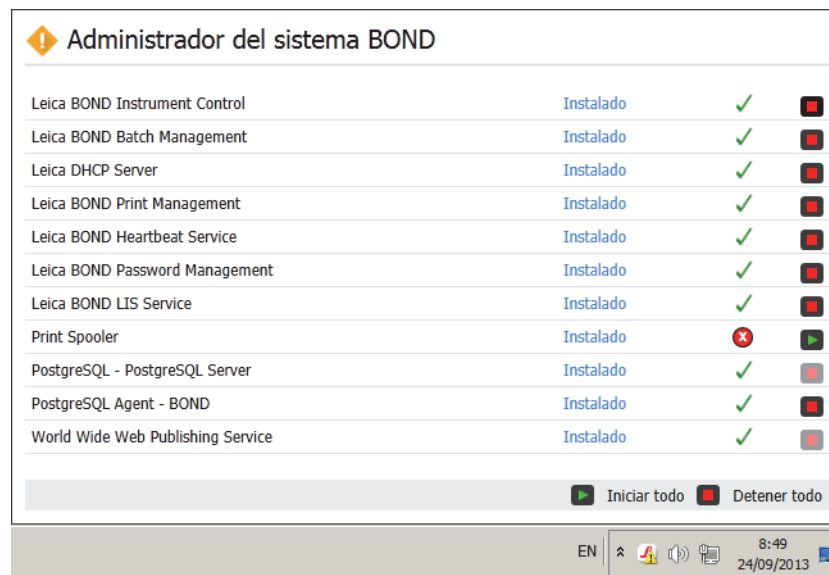 Administrador del sistema BOND
Leica BOND Instrument Control Instalado
Leica BOND Batch Management Instalado
Leica DHCP Server Instalado
Leica BOND Print Management Instalado
Leica BOND Heartbeat Service Instalado
Leica BOND Password Management Instalado
Leica BOND LIS Service Instalado
Print Spooler Instalado
PostgreSQL - PostgreSQL Server Instalado
PostgreSQL Agent - BOND Instalado
World Wide Web Publishing Service Instalado
Iniciar todo Detener todo
EN 8:49
24/09/2013